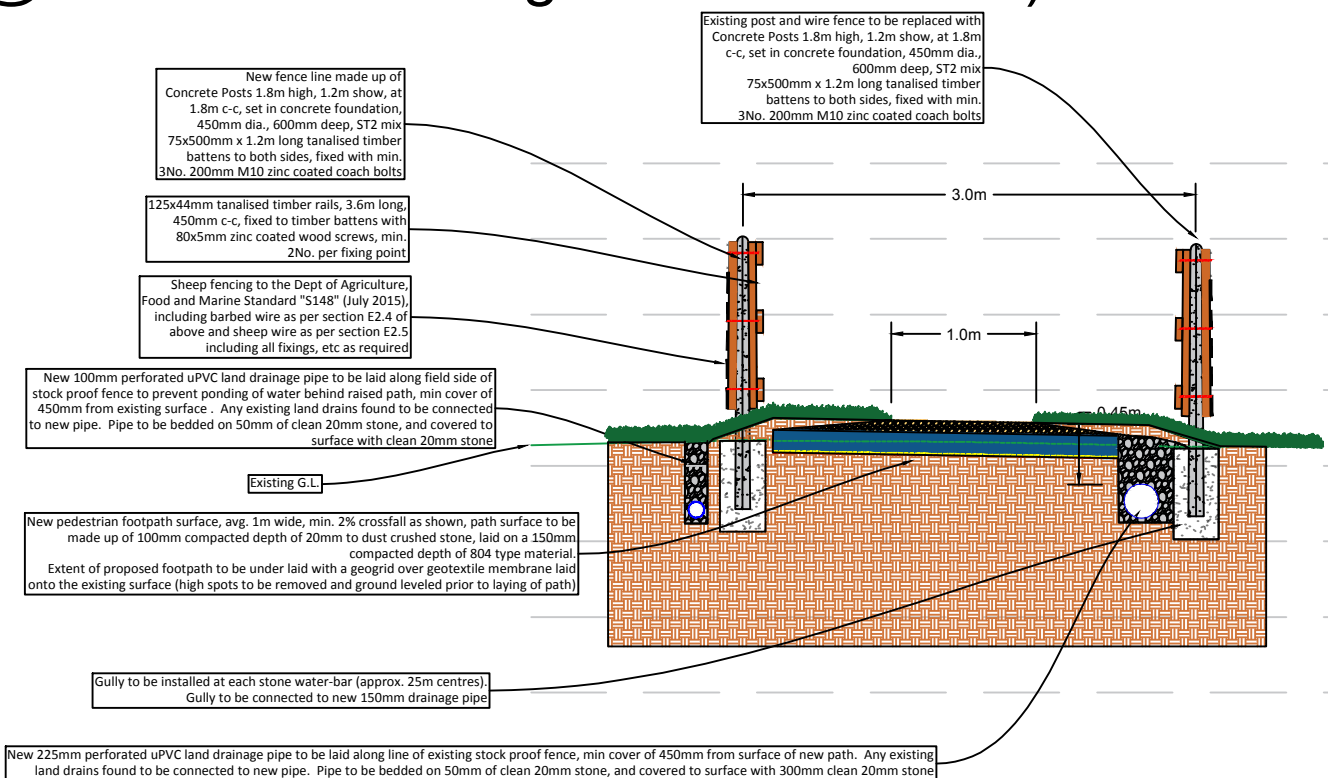 Existing post and wire fence to be replaced with
Concrete Posts 1.8m high, 1.2m show, at 1.8m
c-c, set in concrete foundation, 450mm dia.,
600mm deep, ST2 mix
75x500mm x 1.2m long tanalised timber
battens to both sides, fixed with min.
3No. 200mm M10 zinc coated coach bolts
New fence line made up of
Concrete Posts 1.8m high, 1.2m show, at
1.8m c-c, set in concrete foundation,
450mm dia., 600mm deep, ST2 mix
75x500mm x 1.2m long tanalised timber
battens to both sides, fixed with min.
3No. 200mm M10 zinc coated coach bolts
3.0m
125x44mm tanalised timber rails, 3.6m long,
450mm c-c, fixed to timber battens with
80x5mm zinc coated wood screws, min.
2No. per fixing point
Sheep fencing to the Dept of Agriculture,
Food and Marine Standard "S148" (July 2015),
including barbed wire as per section E2.4 of
above and sheep wire as per section E2.5
including all fixings, etc as required
1.0m
New 100mm perforated uPVC land drainage pipe to be laid along field side of
stock proof fence to prevent ponding of water behind raised path, min cover of
450mm from existing surface . Any existing land drains found to be connected
to new pipe. Pipe to be bedded on 50mm of clean 20mm stone, and covered to
surface with clean 20mm stone
0.45m
Existing G.L.
New pedestrian footpath surface, avg. 1m wide, min. 2% crossfall as shown, path surface to be
made up of 100mm compacted depth of 20mm to dust crushed stone, laid on a 150mm
compacted depth of 804 type material.
Extent of proposed footpath to be under laid with a geogrid over geotextile membrane laid
onto the existing surface (high spots to be removed and ground leveled prior to laying of path)
Gully to be installed at each stone water-bar (approx. 25m centres).
Gully to be connected to new 150mm drainage pipe
New 225mm perforated uPVC land drainage pipe to be laid along line of existing stock proof fence, min cover of 450mm from surface of new path. Any existing
land drains found to be connected to new pipe. Pipe to be bedded on 50mm of clean 20mm stone, and covered to surface with 300mm clean 20mm stone